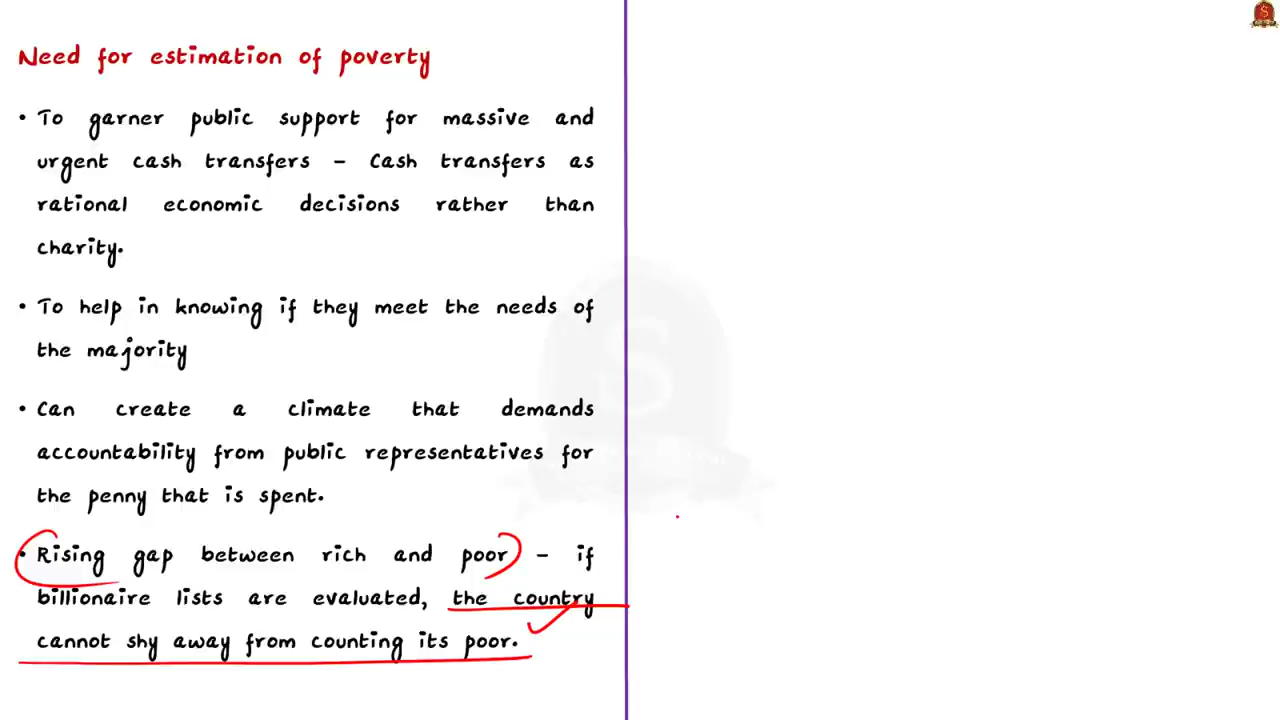 Need for estimation of poverty
• To garner public support for massive and
urgent cash transfers – Cash transfers as
rational economic decisions rather than
charity.
• To help in knowing if they meet the needs of
the majority
• Can create a climate that demands
accountability from public representatives for
the penny that is spent.
• Rising gap between rich and poor – if
billionaire lists are evaluated, the country
cannot shy away from counting its poor.